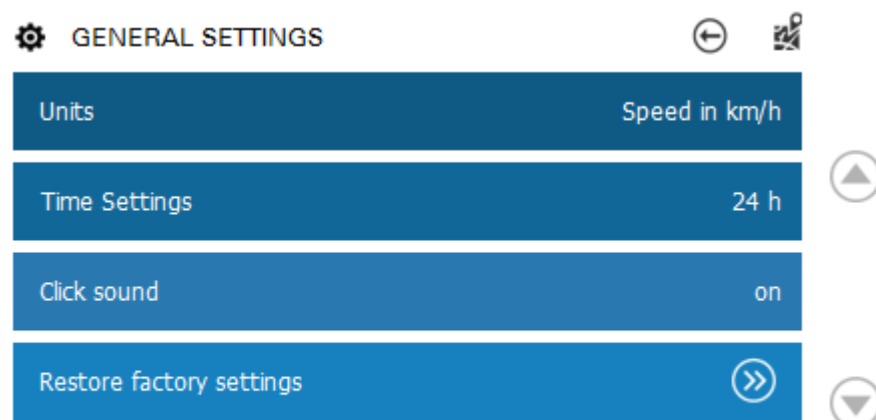 GENERAL SETTINGS
Units Speed in km/h
Time Settings 24 h
Click sound on
Restore factory settings